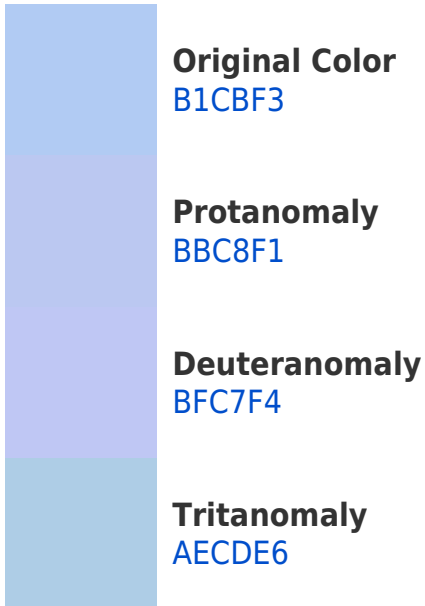 Original Color
B1CBF3
Protanomaly
BBC8F1
Deuteranomaly
BFC7F4
Tritanomaly
AECDE6